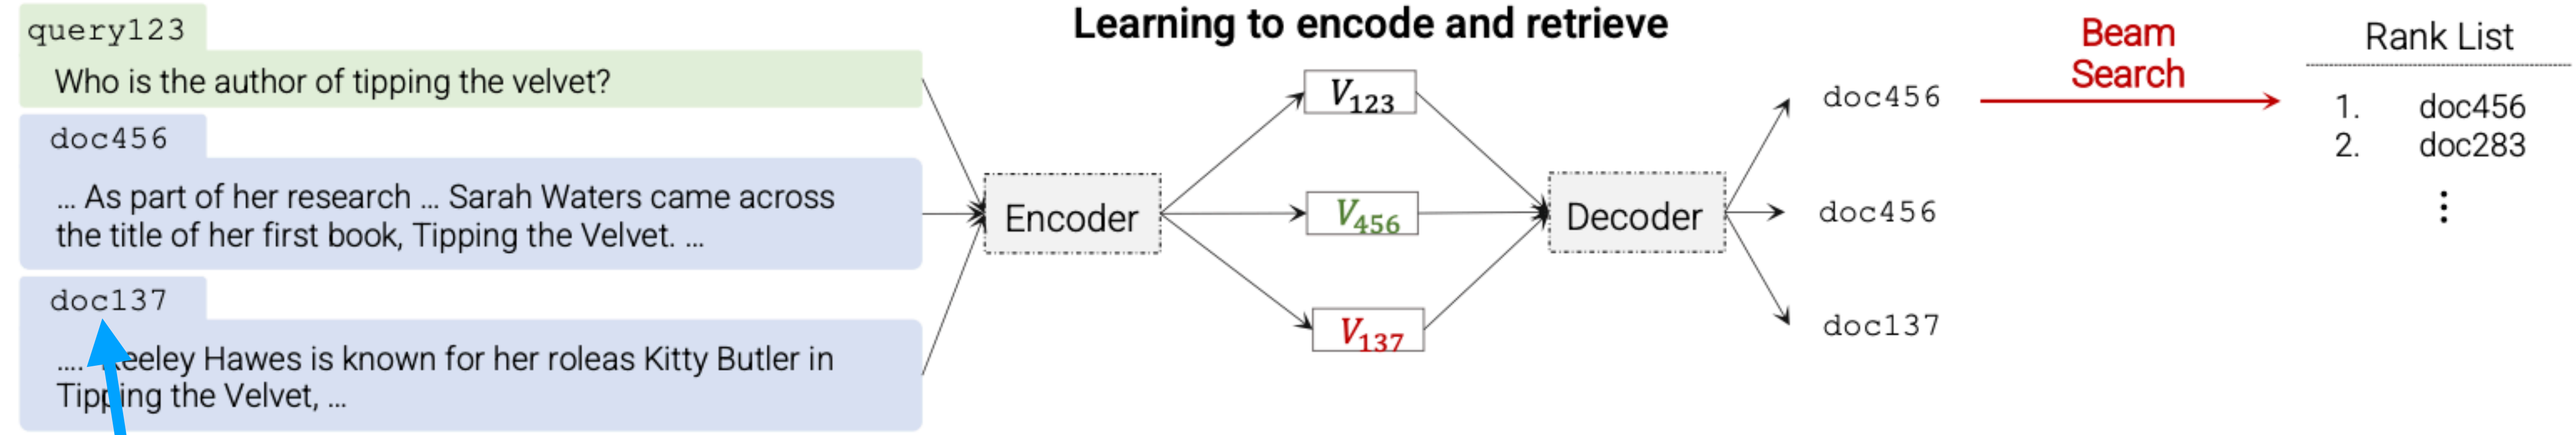 query123
Who is the author of tipping the velvet?
doc456
... As part of her research ... Sarah Waters came across
the title of her first book, Tipping the Velvet. ...
doc137
.... Keeley Hawes is known for her roleas Kitty Butler in
Tipping the Velvet, ...
Learning to encode and retrieve
Encoder
V123
V456
V137
Decoder
doc456
doc456
doc137
Beam
Search
Rank List
1. doc456
2. doc283
⋮